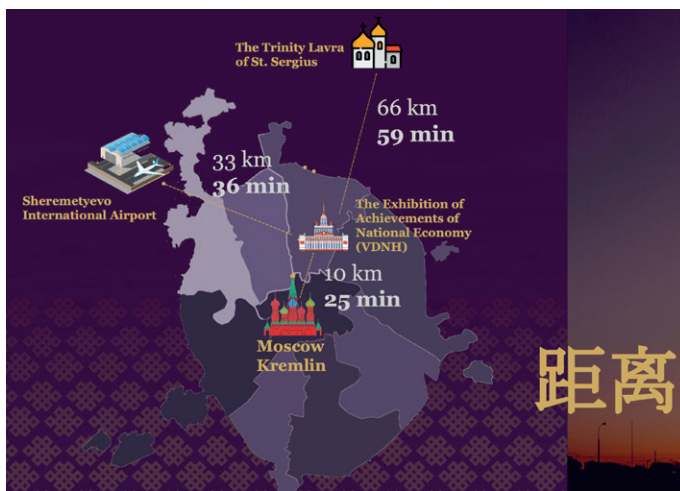 The Trinity Lavra
of St. Sergius
66 km
59 min
33 km
36 min
Sheremetyevo
International Airport
The Exhibition of
Achievements of
National Economy
(VDNH)
10 km
25 min
Moscow
Kremlin
距离